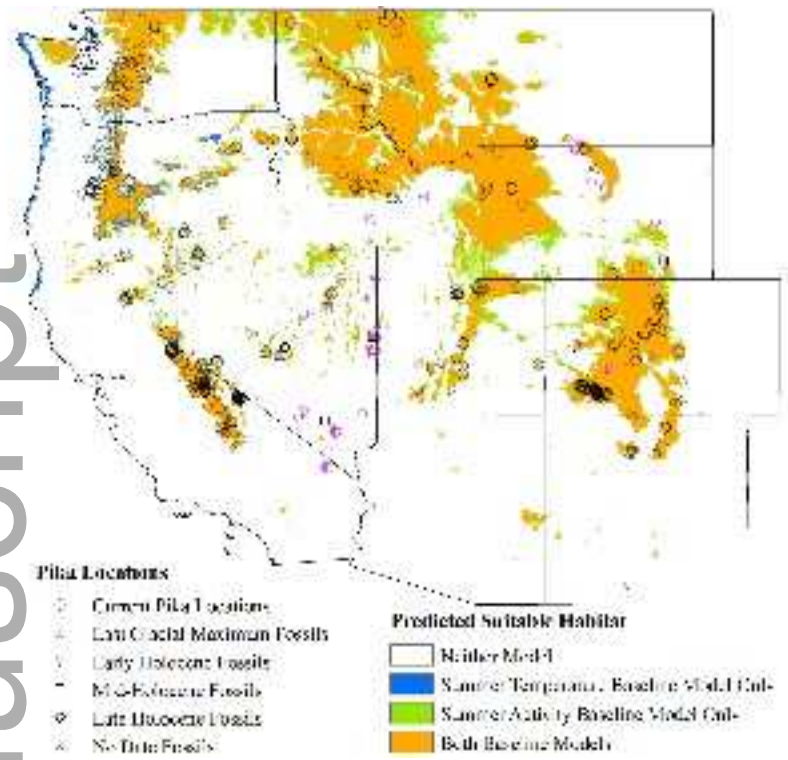 Pika Locations
Current Pika Locations
Last Glacial Maximum Fossils
Early Holocene Fossils
Mid-Holocene Fossils
Late Holocene Fossils
No Date Fossils
Predicted Suitable Habitat
Neither Model
Summer Temperature Baseline Model Only
Summer Activity Baseline Model Only
Both Baseline Models